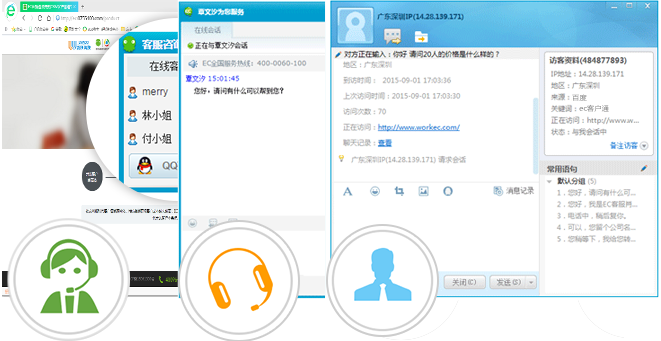 客服咨询
在线客
merry
林小姐
付小姐
QQ
章文汐为您服务
在线会话
正在与章文汐会话
EC全国服务热线：400-0060-100
章文汐 15:01:45
您好，请问有什么可以帮到您?
广东深圳IP(14.28.139.171)
对方正在输入：你好 请问20人的价格是什么样的？
地区：广东深圳
到访时间： 2015-09-01 17:03:36
上次访问时间：2015-09-01 17:03:30
访问次数：70
正在访问：http://www.workec.com/
聊天记录：查看
广东深圳IP(14.28.139.171) 请求会话
A
消息记录
关闭(C)
发送(S)
访客资料(484877893)
IP地址：14.28.139.171
地区：广东深圳
来源：百度
关键词：ec客户通
正在访问：http://www.w...
状态：与我会话中
备注访客
常用语句
默认分组 (5)
1，您好，请问有什么可...
2，您好，我是EC客服肖...
3，电话中，稍后复您。
4，可以，您留个公司名...
5，您稍等下，我给您转...